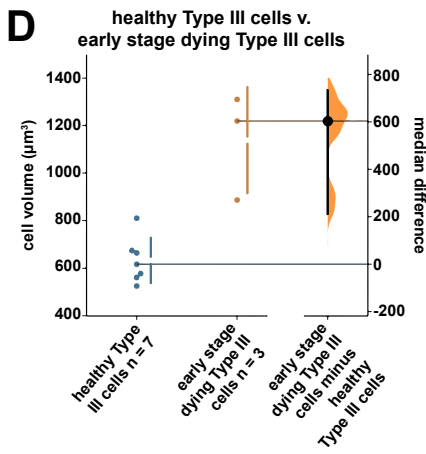 D
healthy Type III cells v.
early stage dying Type III cells
cell volume (µm³)
1400
1200
1000
800
600
400
800
600
400
200
0
-200
median difference
healthy Type
III cells n = 7
early stage
dying Type III
cells n = 3
early stage
dying Type III
cells minus
healthy
Type III cells